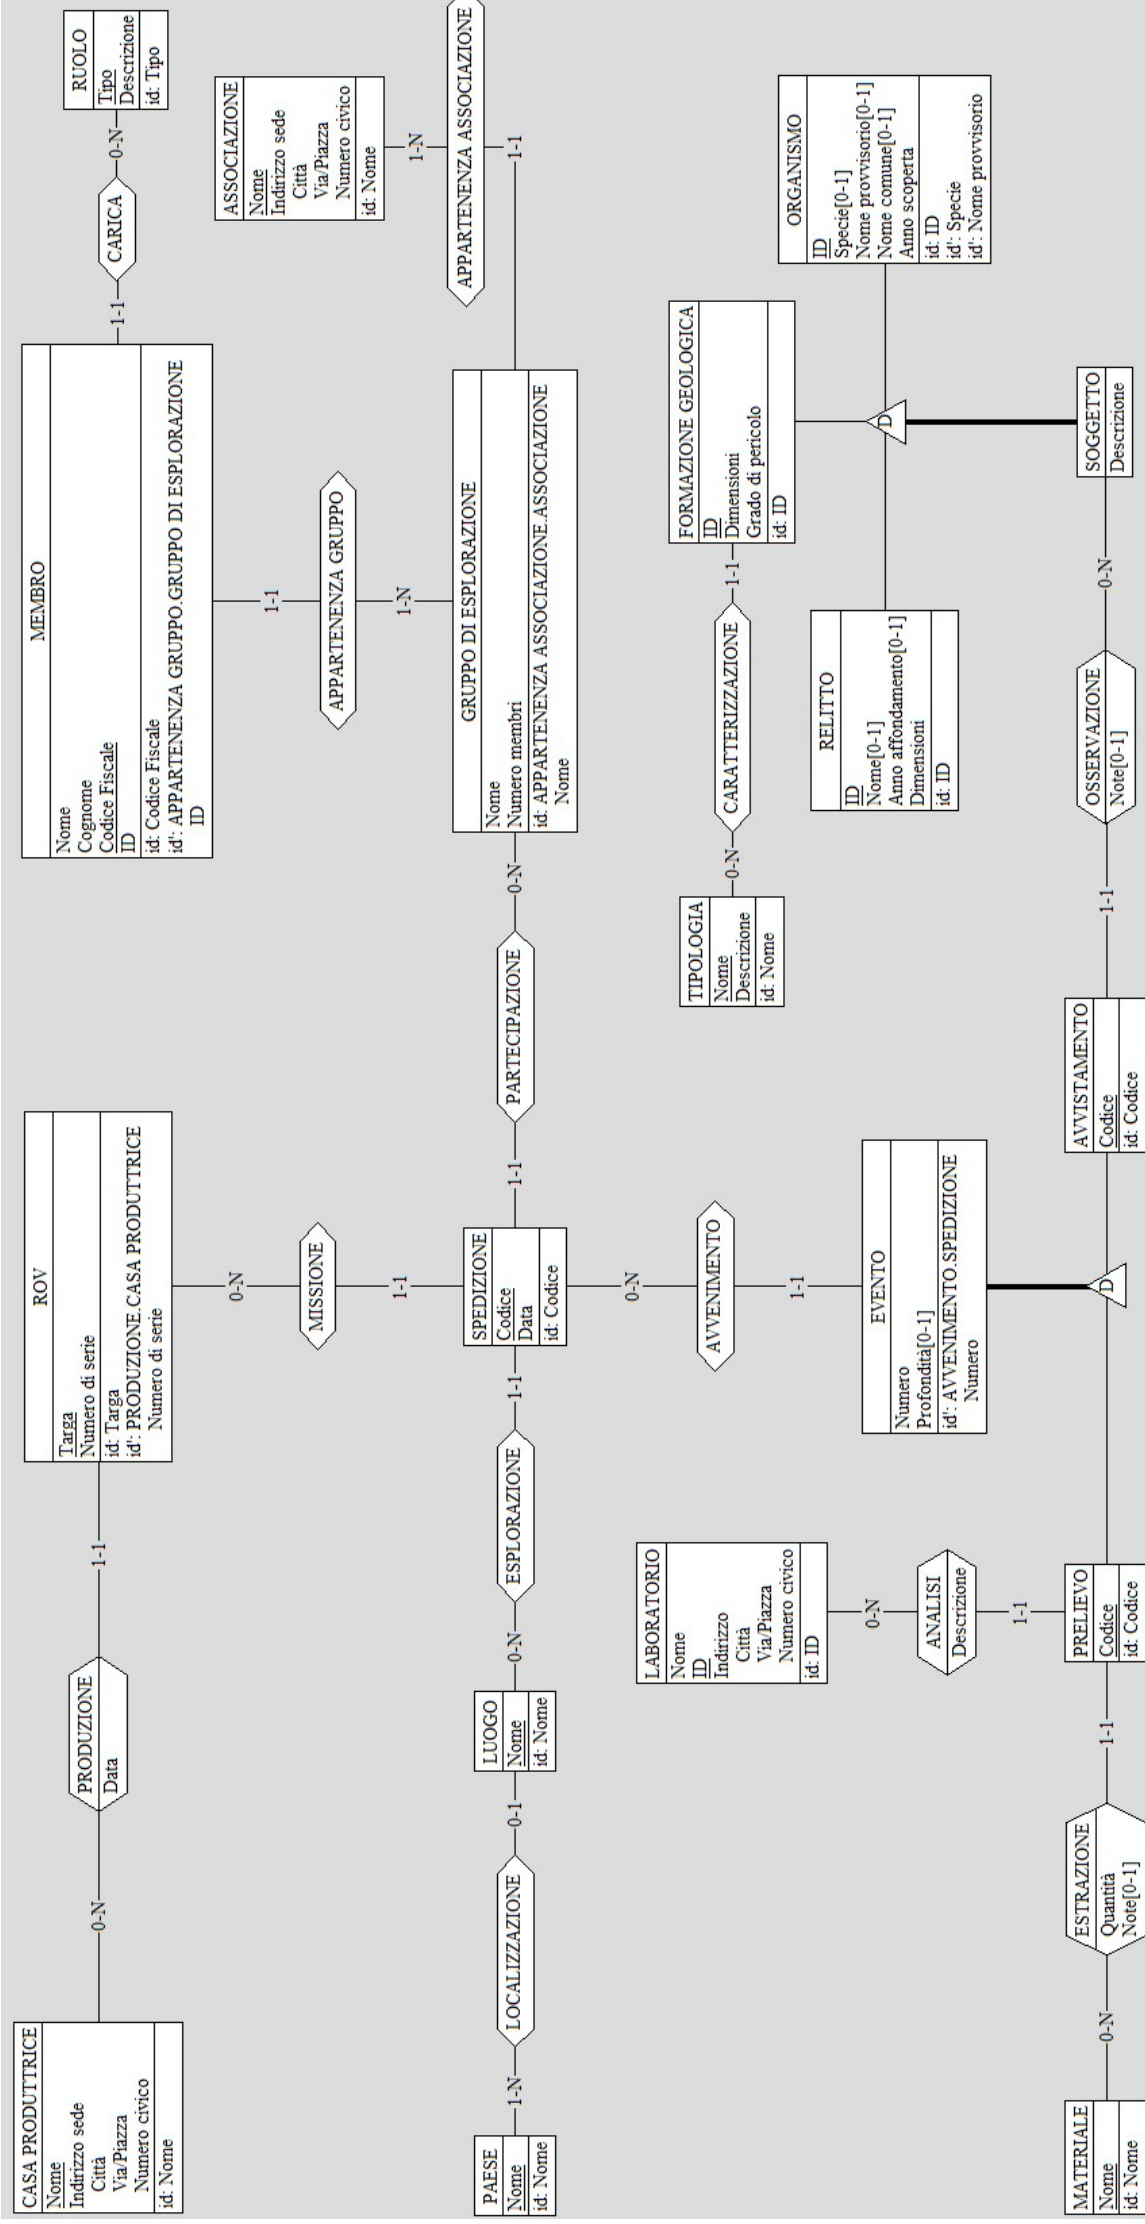 CASA PRODUTTRICE
Nome
Indirizzo sede
Città
Via/Piazza
Numero civico
id: Nome
0-N
PRODUZIONE
Data
1-1
ROV
Targa
Numero di serie
id: Targa
id': PRODUZIONE.CASA PRODUTTRICE
Numero di serie
MEMBRO
Nome
Cognome
Codice Fiscale
ID
id: Codice Fiscale
id': APPARTENENZA GRUPPO.GRUPPO DI ESPLORAZIONE
ID
1-1
CARICA
0-N
RUOLO
Tipo
Descrizione
id: Tipo
0-N
MISSIONE
1-1
1-1
APPARTENENZA GRUPPO
1-N
ASSOCIAZIONE
Nome
Indirizzo sede
Città
Via/Piazza
Numero civico
id: Nome
1-N
APPARTENENZA ASSOCIAZIONE
1-1
PAESE
Nome
id: Nome
1-N
LOCALIZZAZIONE
0-1
LUOGO
Nome
id: Nome
0-N
ESPLORAZIONE
1-1
SPEDIZIONE
Codice
Data
id: Codice
1-1
PARTECIPAZIONE
0-N
GRUPPO DI ESPLORAZIONE
Nome
Numero membri
id: APPARTENENZA ASSOCIAZIONE.ASSOCIAZIONE
Nome
0-N
AVVENIMENTO
1-1
LABORATORIO
Nome
ID
Indirizzo
Città
Via/Piazza
Numero civico
id: ID
0-N
ANALISI
Descrizione
1-1
EVENTO
Numero
Profondità[0-1]
id': AVVENIMENTO.SPEDIZIONE
Numero
D
TIPOLOGIA
Nome
Descrizione
id: Nome
0-N
CARATTERIZZAZIONE
1-1
FORMAZIONE GEOLOGICA
ID
Dimensioni
Grado di pericolo
id: ID
RELITTO
ID
Nome[0-1]
Anno affondamento[0-1]
Dimensioni
id: ID
D
ORGANISMO
ID
Specie[0-1]
Nome provvisorio[0-1]
Nome comune[0-1]
Anno scoperta
id: ID
id': Specie
id': Nome provvisorio
MATERIALE
Nome
id: Nome
0-N
ESTRAZIONE
Quantità
Note[0-1]
1-1
PRELIEVO
Codice
id: Codice
AVVISTAMENTO
Codice
id: Codice
1-1
OSSERVAZIONE
Note[0-1]
0-N
SOGGETTO
Descrizione